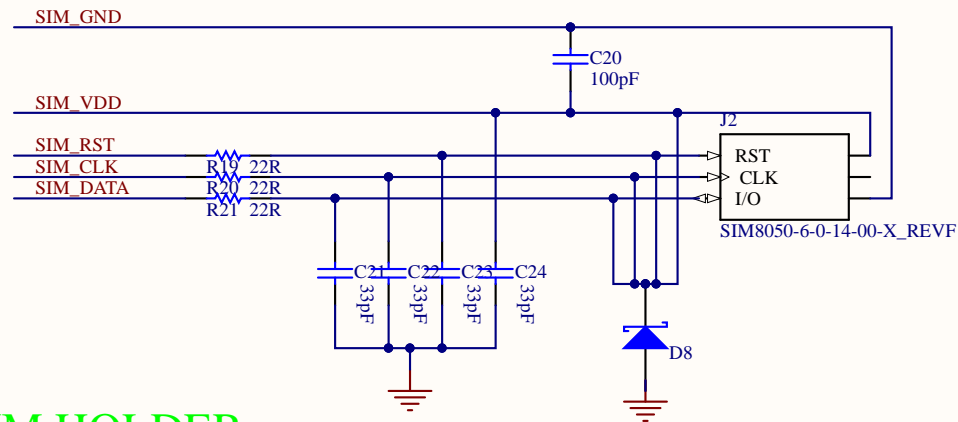 SIM_GND
C20
100pF
SIM_VDD
J2
SIM_RST
RST
R19 22R
SIM_CLK
CLK
R20 22R
SIM_DATA
I/O
R21 22R
SIM8050-6-0-14-00-X_REVF
C21 C22 C23 C24
33pF 33pF 33pF 33pF
D8
HOLDER